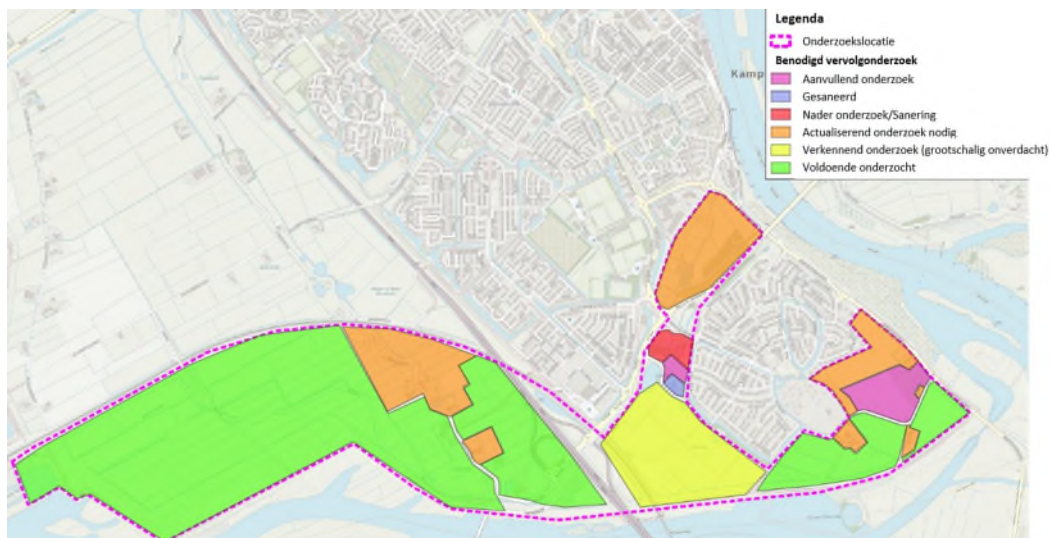 Legenda
Onderzoekslocatie
Benodigd vervolgonderzoek
Aanvullend onderzoek
Gesaneerd
Nader onderzoek/Sanering
Actualiserend onderzoek nodig
Verkennend onderzoek (grootschalig onverdacht)
Voldoende onderzocht
Kamp